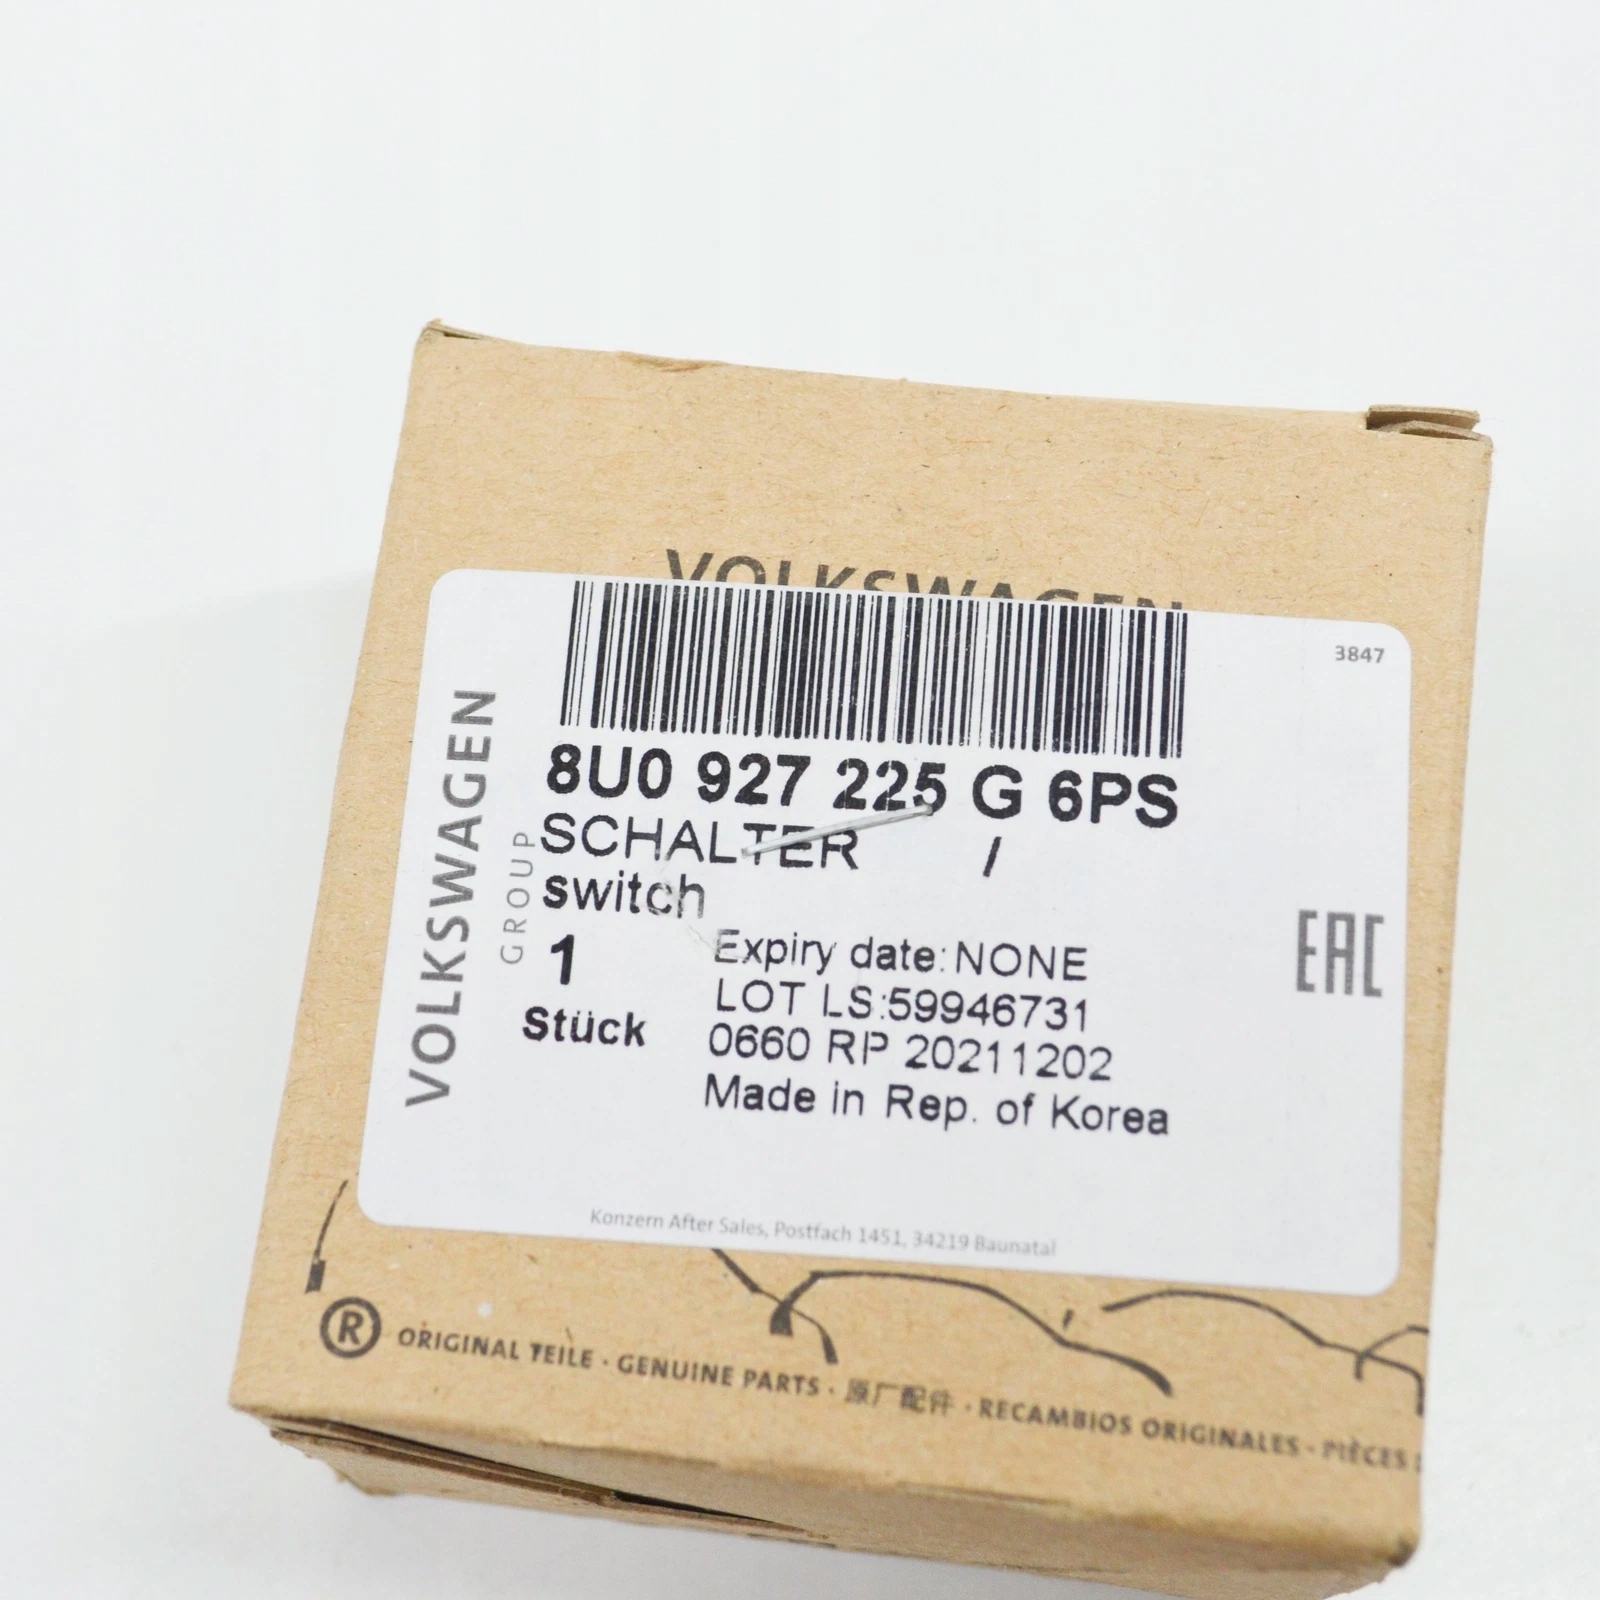 VOLKSWAGEN
3847
VOLKSWAGEN
GROUP
8U0 927 225 G 6PS
SCHALTER /
switch
1
Stück
Expiry date: NONE
LOT LS:59946731
0660 RP 20211202
Made in Rep. of Korea
EAC
Konzern After Sales, Postfach 1451, 34219 Baunatal
® ORIGINAL TEILE · GENUINE PARTS · 原厂配件 · RECAMBIOS ORIGINALES · PIÈCES